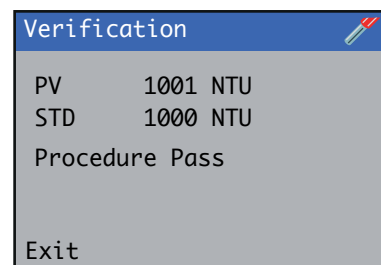 Verification
PV 1001 NTU
STD 1000 NTU
Procedure Pass
Exit